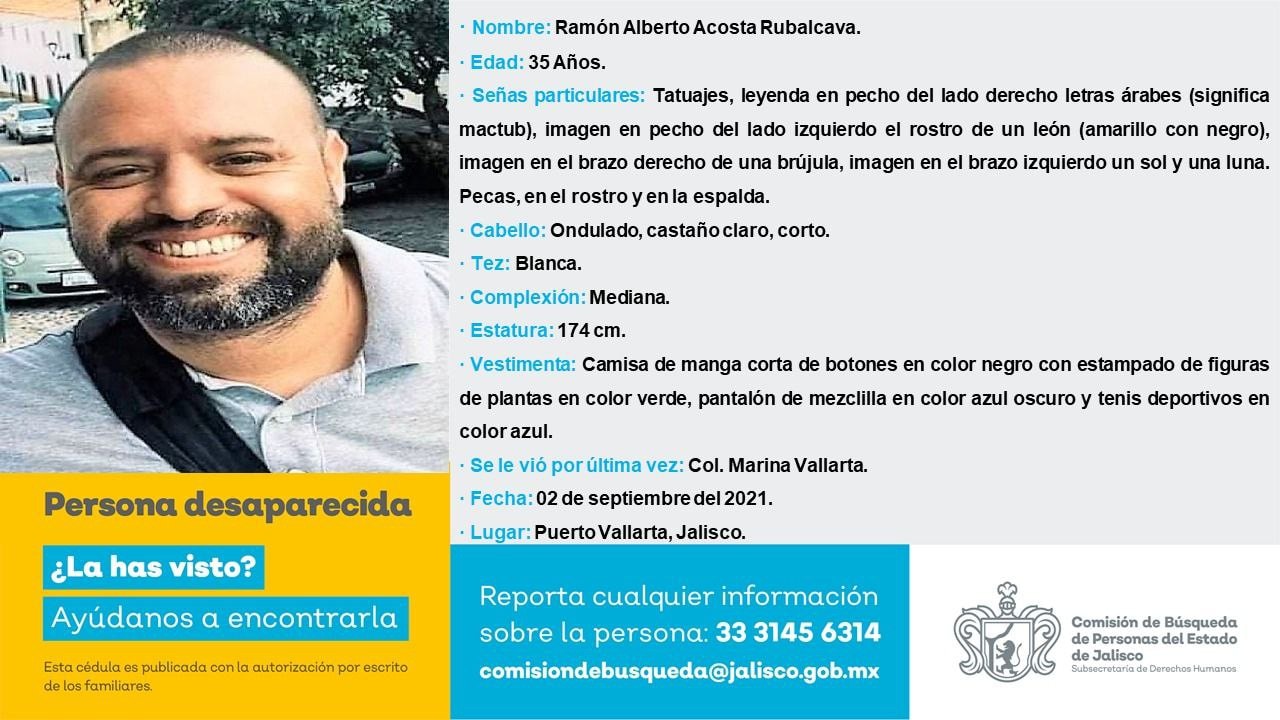 · Nombre: Ramón Alberto Acosta Rubalcava.
· Edad: 35 Años.
· Señas particulares: Tatuajes, leyenda en pecho del lado derecho letras árabes (significa
mactub), imagen en pecho del lado izquierdo el rostro de un león (amarillo con negro),
imagen en el brazo derecho de una brújula, imagen en el brazo izquierdo un sol y una luna.
Pecas, en el rostro y en la espalda.
· Cabello: Ondulado, castaño claro, corto.
· Tez: Blanca.
· Complexión: Mediana.
· Estatura: 174 cm.
· Vestimenta: Camisa de manga corta de botones en color negro con estampado de figuras
de plantas en color verde, pantalón de mezclilla en color azul oscuro y tenis deportivos en
color azul.
· Se le vió por última vez: Col. Marina Vallarta.
· Fecha: 02 de septiembre del 2021.
· Lugar: Puerto Vallarta, Jalisco.
Persona desaparecida
¿La has visto?
Ayúdanos a encontrarla
Esta cédula es publicada con la autorización por escrito
de los familiares.
Reporta cualquier información
sobre la persona: 33 3145 6314
comisiondebusqueda@jalisco.gob.mx
Comisión de Búsqueda
de Personas del Estado
de Jalisco
Subsecretaría de Derechos Humanos